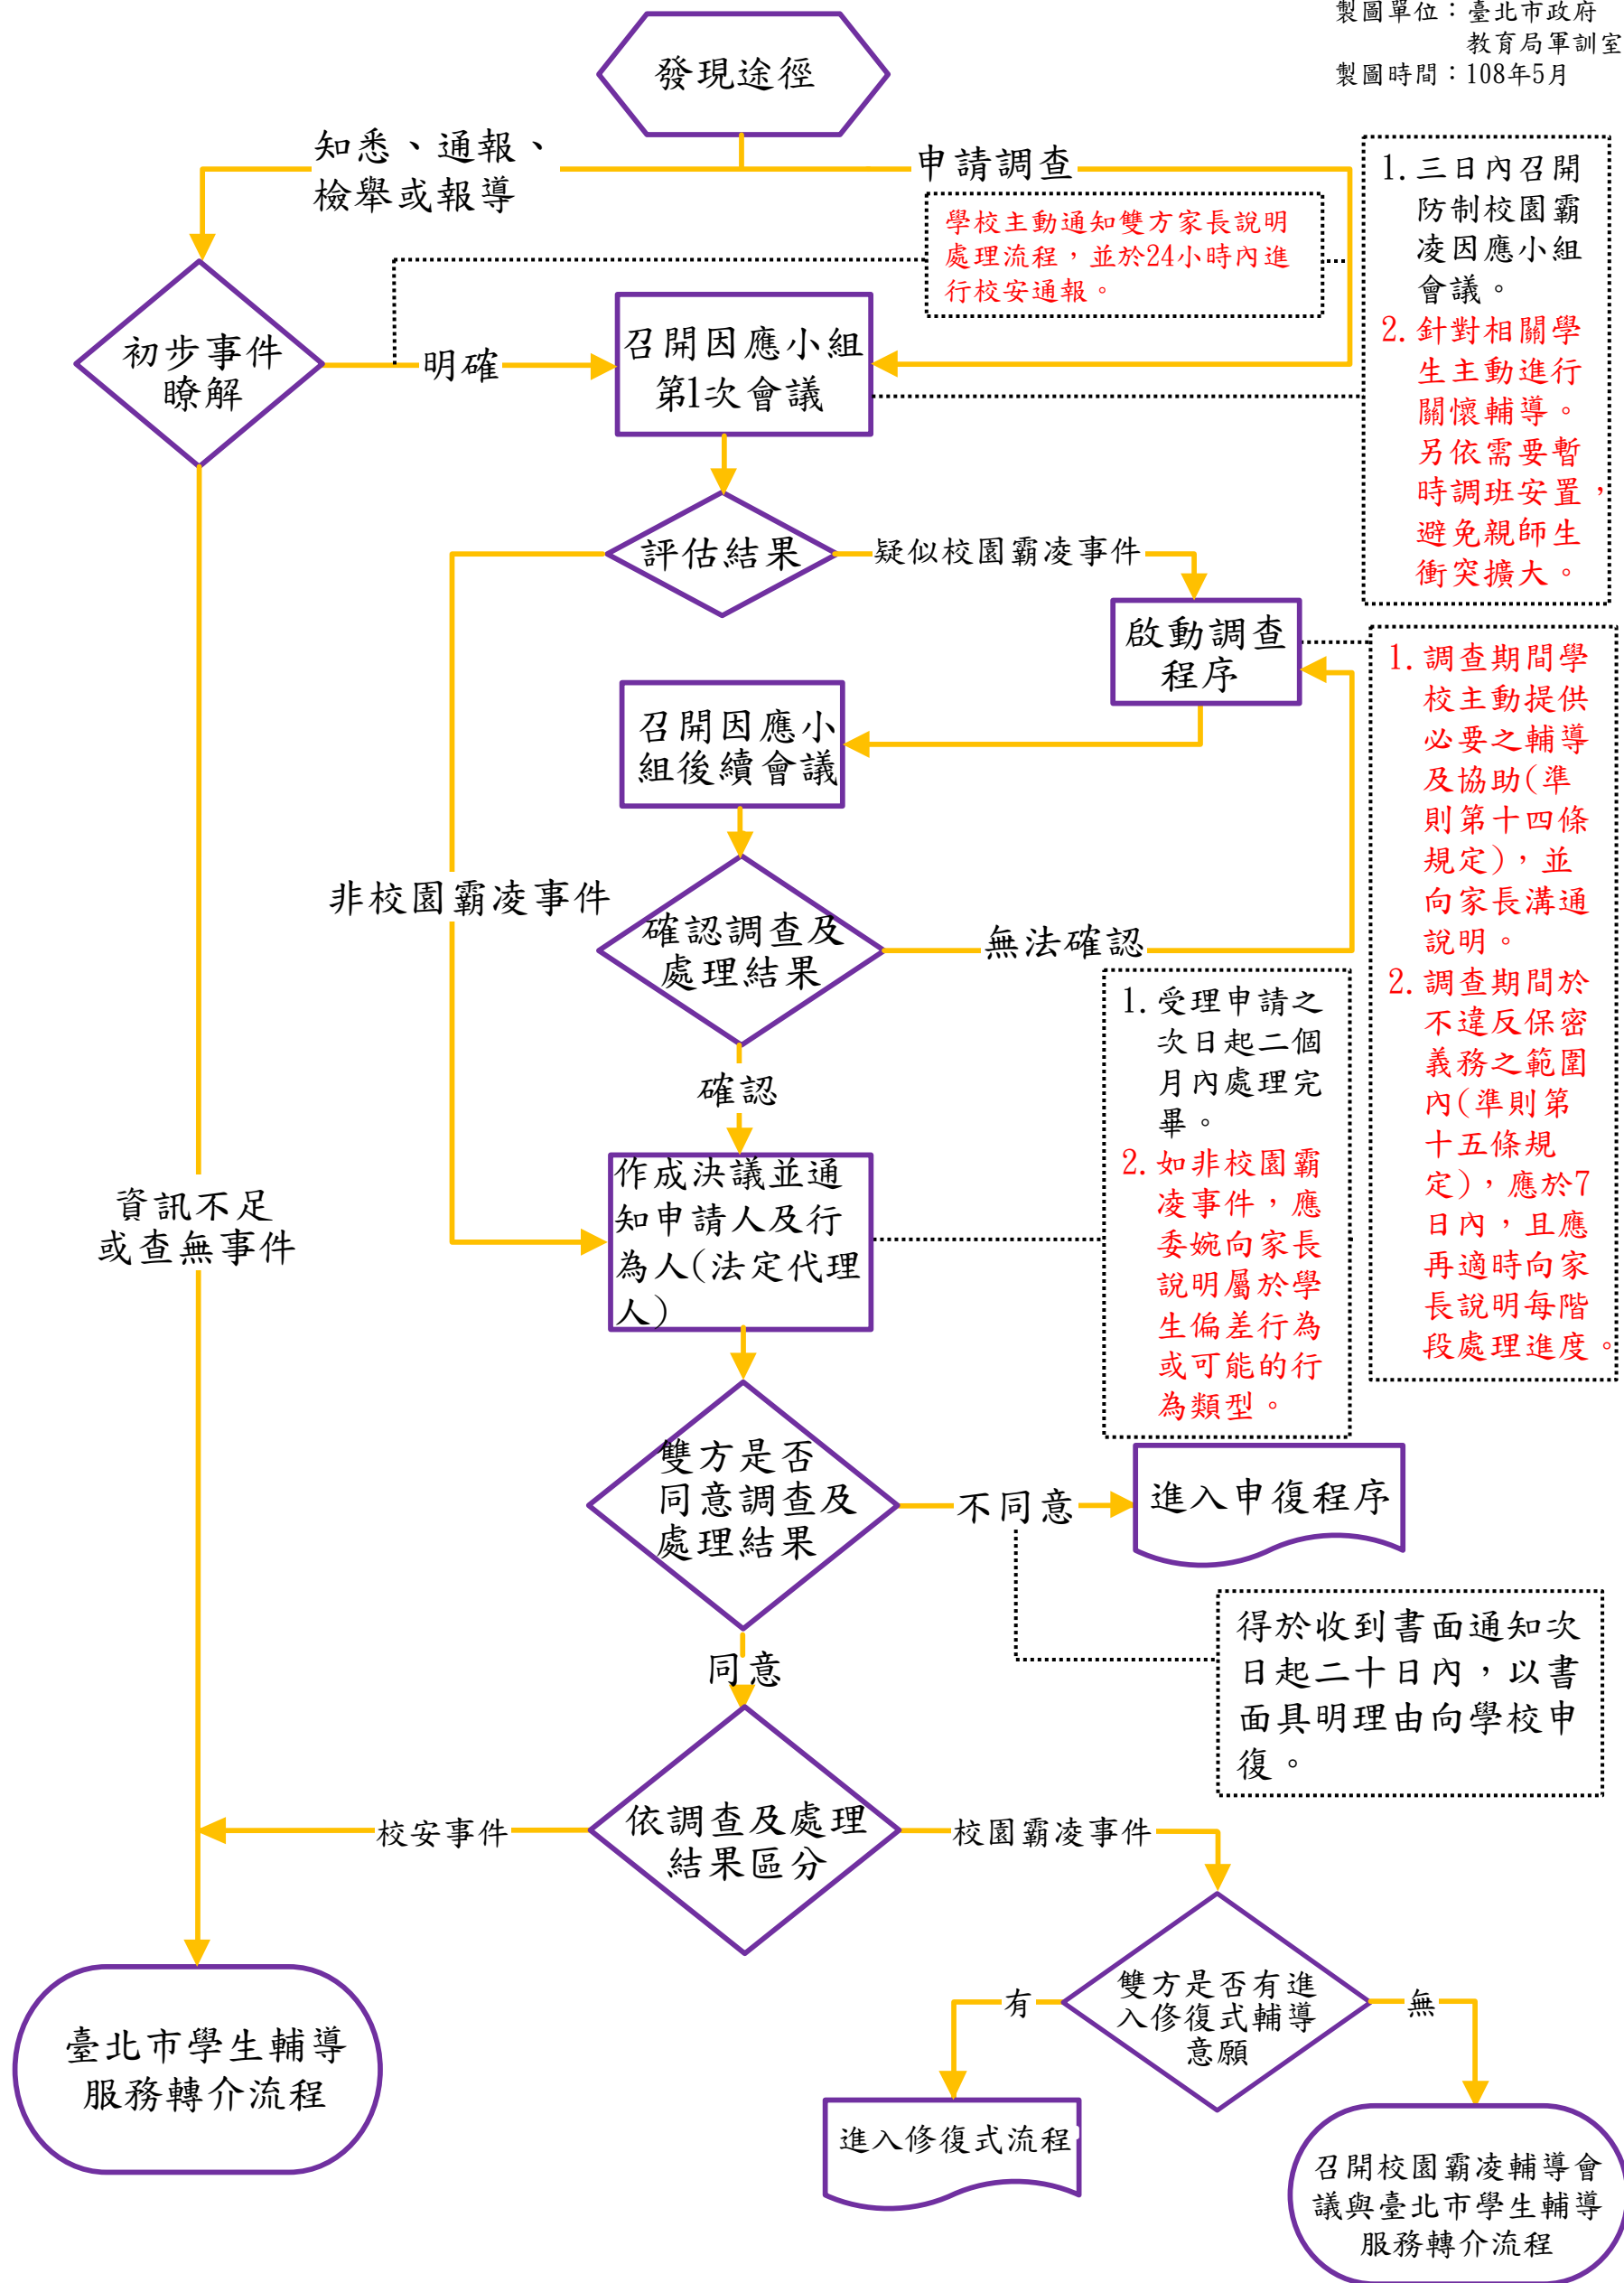 製圖單位：臺北市政府
教育局軍訓室
製圖時間：108年5月
發現途徑
知悉、通報、
檢舉或報導
申請調查
學校主動通知雙方家長說明
處理流程，並於24小時內進
行校安通報。
1. 三日內召開
防制校園霸
凌因應小組
會議。
2. 針對相關學
生主動進行
關懷輔導。
另依需要暫
時調班安置，
避免親師生
衝突擴大。
初步事件
瞭解
明確
召開因應小組
第1次會議
評估結果
疑似校園霸凌事件
啟動調查
程序
1. 調查期間學
校主動提供
必要之輔導
及協助(準
則第十四條
規定)，並
向家長溝通
說明。
2. 調查期間於
不違反保密
義務之範圍
內(準則第
十五條規
定)，應於7
日內，且應
再適時向家
長說明每階
段處理進度。
召開因應小
組後續會議
非校園霸凌事件
確認調查及
處理結果
無法確認
1. 受理申請之
次日起二個
月內處理完
畢。
2. 如非校園霸
凌事件，應
委婉向家長
說明屬於學
生偏差行為
或可能的行
為類型。
確認
資訊不足
或查無事件
作成決議並通
知申請人及行
為人(法定代理
人)
雙方是否
同意調查及
處理結果
不同意
進入申復程序
得於收到書面通知次
日起二十日內，以書
面具明理由向學校申
復。
同意
校安事件
依調查及處理
結果區分
校園霸凌事件
雙方是否有進
入修復式輔導
意願
有
無
臺北市學生輔導
服務轉介流程
進入修復式流程
召開校園霸凌輔導會
議與臺北市學生輔導
服務轉介流程